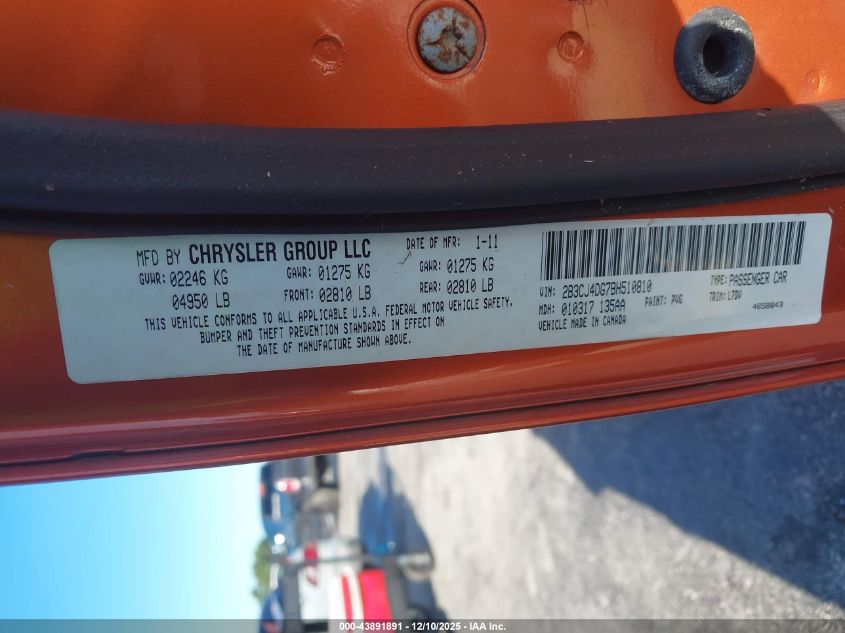 MFD BY CHRYSLER GROUP LLC DATE OF MFR: 1-11
GVWR: 02246 KG GAWR: 01275 KG GAWR: 01275 KG
04950 LB FRONT: 02810 LB REAR: 02810 LB
THIS VEHICLE CONFORMS TO ALL APPLICABLE U.S.A. FEDERAL MOTOR VEHICLE SAFETY,
BUMPER AND THEFT PREVENTION STANDARDS IN EFFECT ON
THE DATE OF MANUFACTURE SHOWN ABOVE.
VIN: 2B3CJ4DG7BH510810 TYPE: PASSENGER CAR
MDH: 010317 135AA PAINT: PVG TRIM: L7DV
VEHICLE MADE IN CANADA 4658843
000-43891891 - 12/10/2025 - IAA Inc.